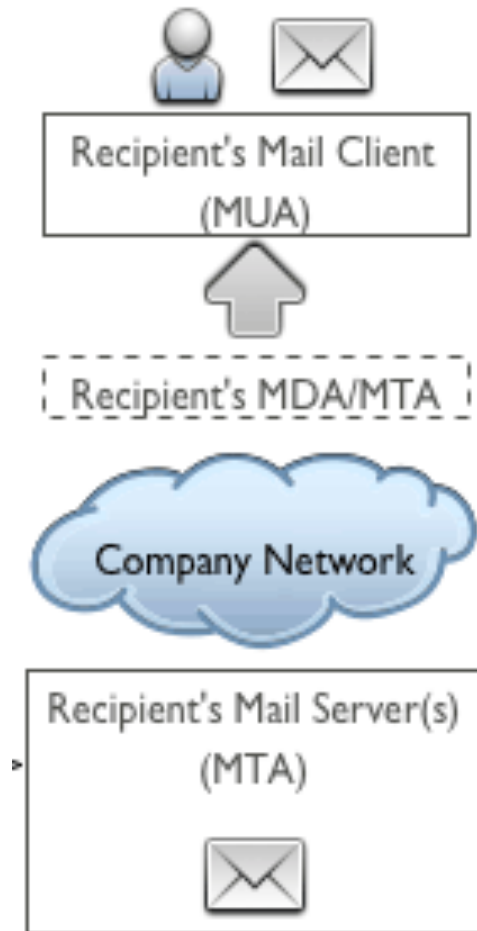 Recipient's Mail Client
(MUA)
Recipient's MDA/MTA
Company Network
Recipient's Mail Server(s)
(MTA)